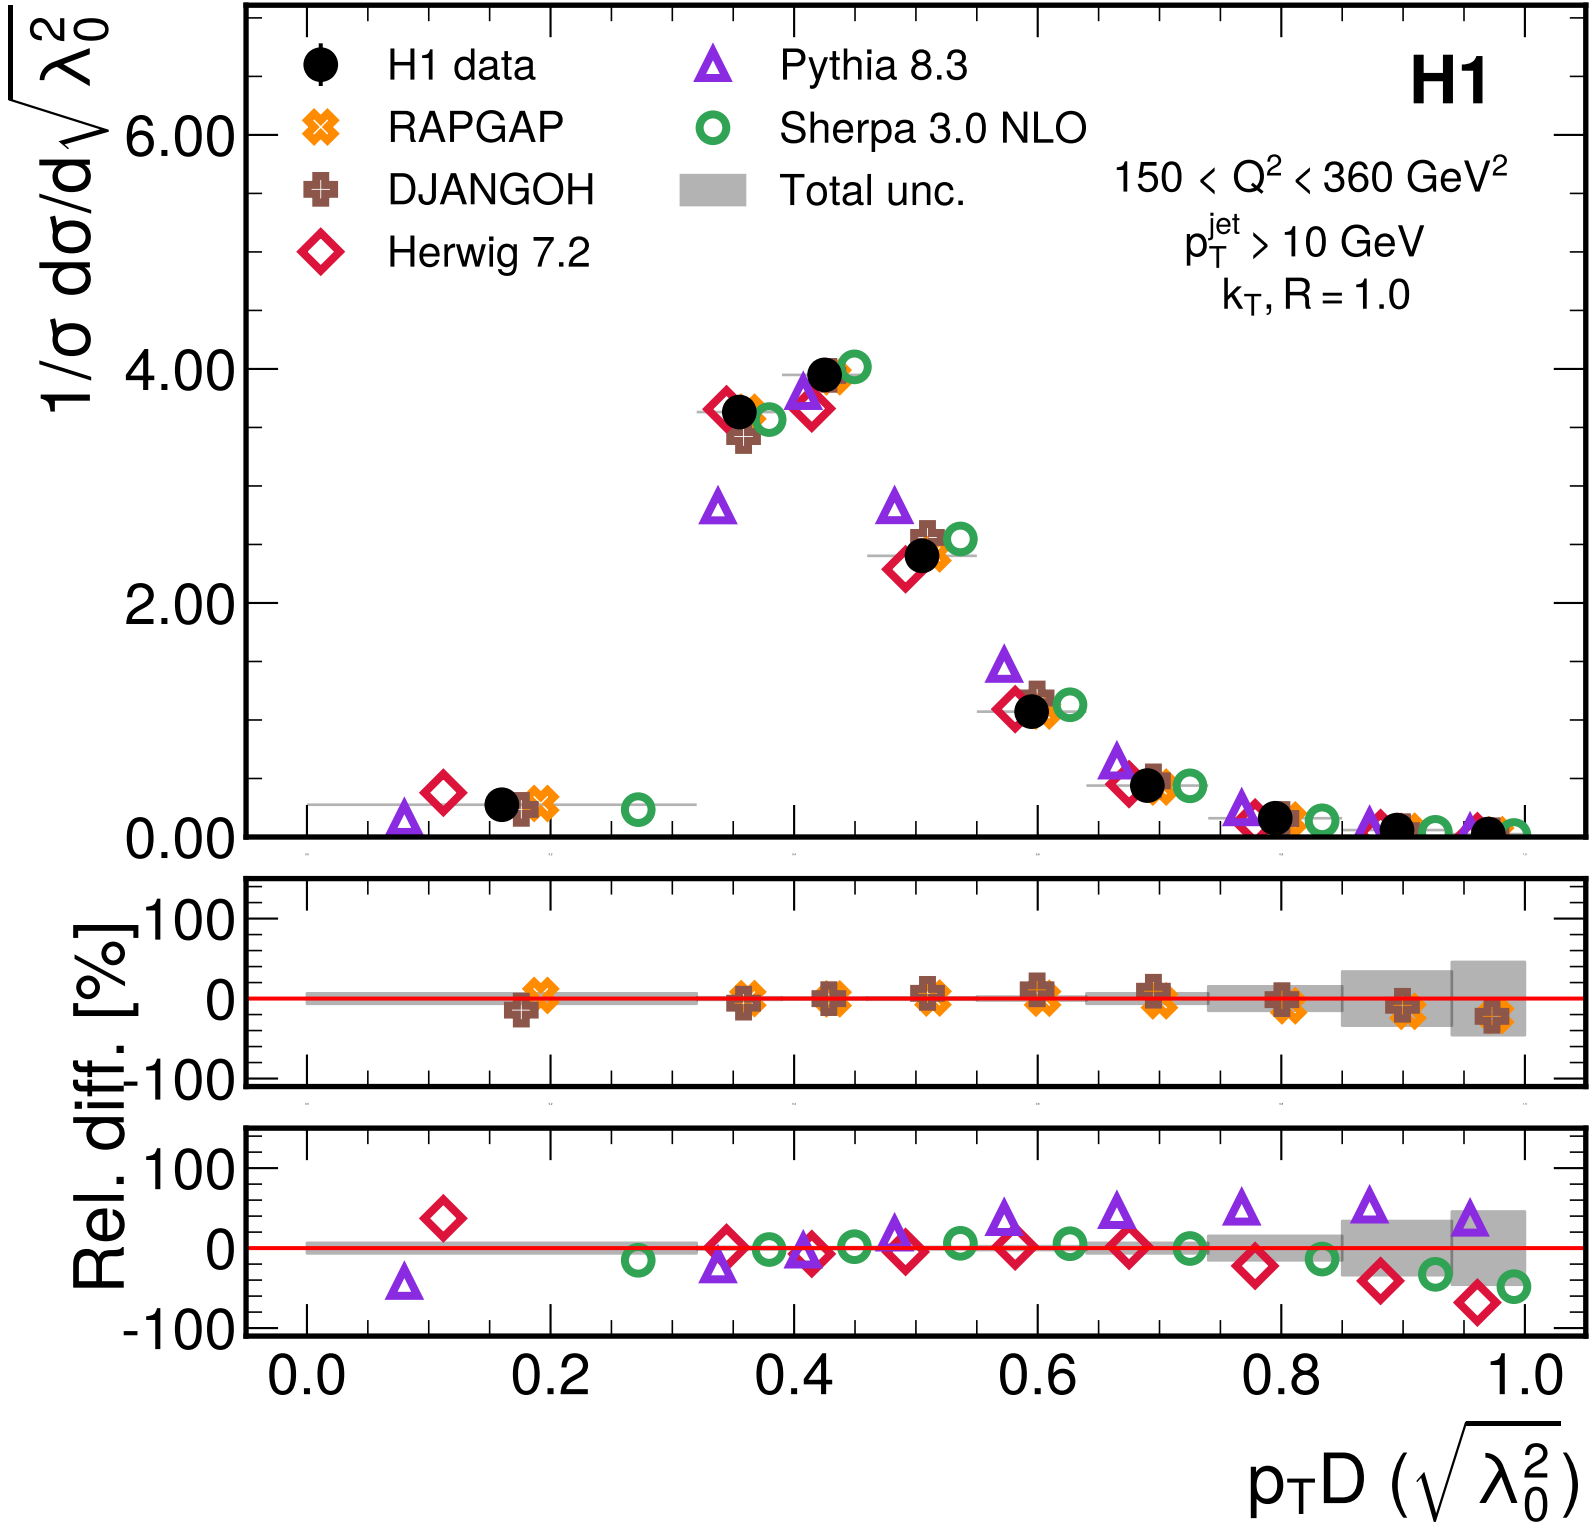 1/σ dσ/d√λ₀²
6.00
4.00
2.00
0.00
H1 data
RAPGAP
DJANGOH
Herwig 7.2
Pythia 8.3
Sherpa 3.0 NLO
Total unc.
H1
150 < Q² < 360 GeV²
p_T^jet > 10 GeV
k_T, R = 1.0
Rel. diff. [%]
100
0
-100
100
0
-100
0.0 0.2 0.4 0.6 0.8 1.0
p_TD (√λ₀²)